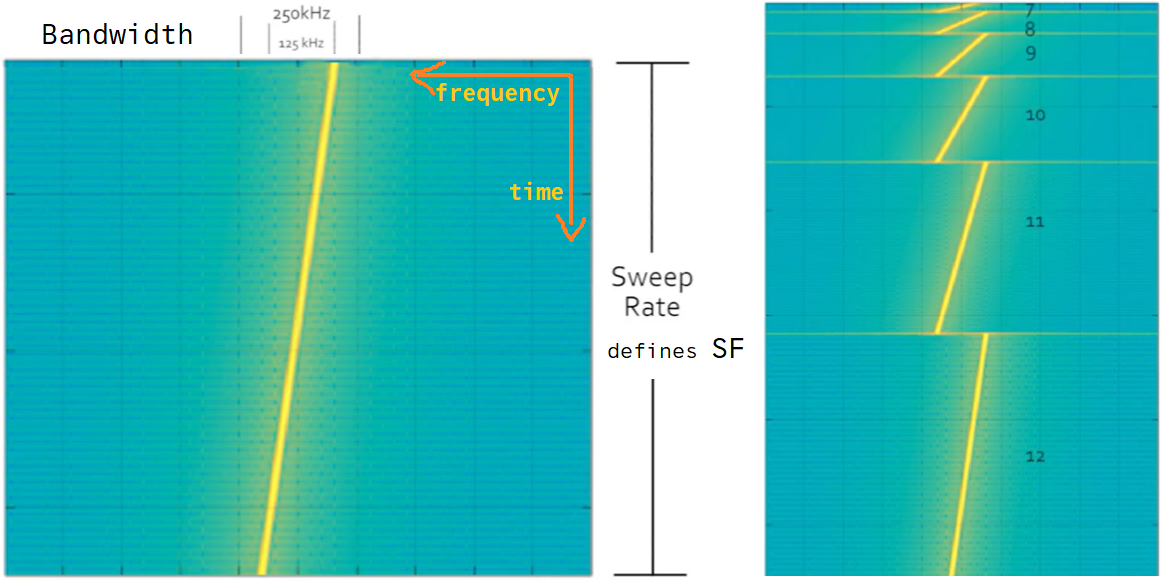 250kHz
Bandwidth
125 kHz
frequency
time
Sweep
Rate
defines SF
7
8
9
10
11
12